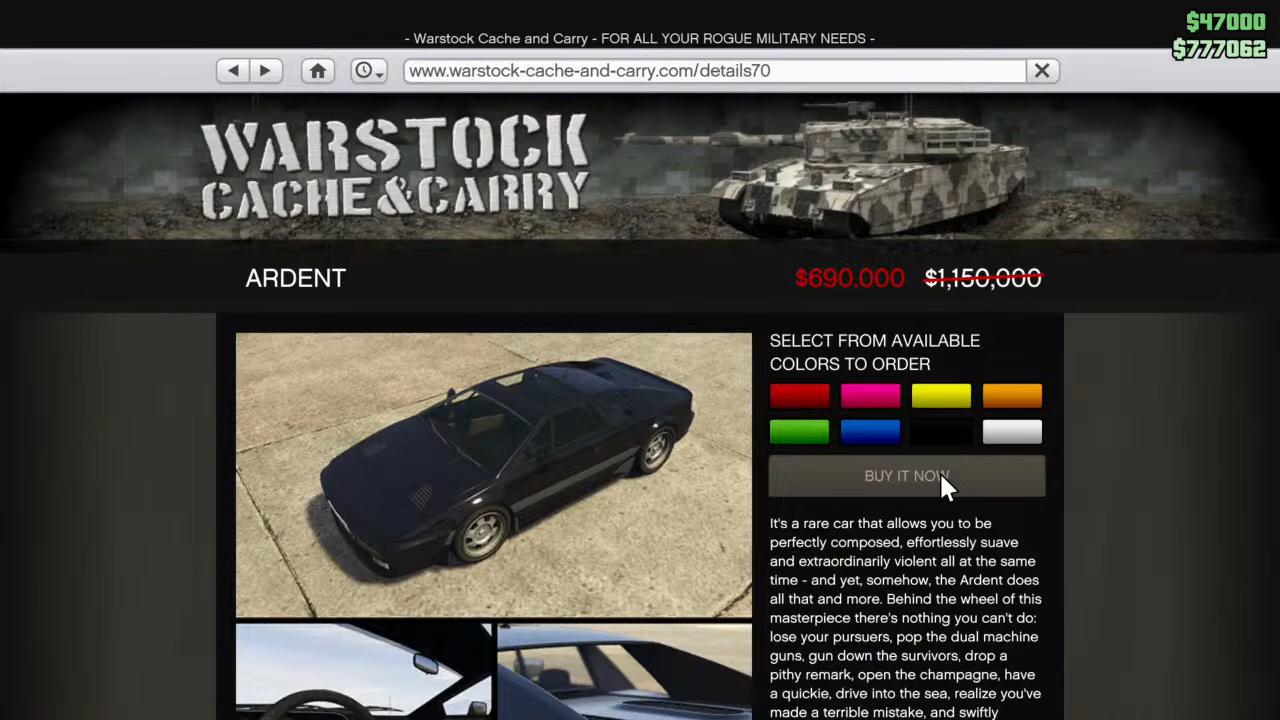 - Warstock Cache and Carry - FOR ALL YOUR ROGUE MILITARY NEEDS -
$47000
$777062
www.warstock-cache-and-carry.com/details70
WARSTOCK
CACHE&CARRY
ARDENT
$690,000 $1,150,000
SELECT FROM AVAILABLE
COLORS TO ORDER
BUY IT NOW
It's a rare car that allows you to be
perfectly composed, effortlessly suave
and extraordinarily violent all at the same
time - and yet, somehow, the Ardent does
all that and more. Behind the wheel of this
masterpiece there's nothing you can't do:
lose your pursuers, pop the dual machine
guns, gun down the survivors, drop a
pithy remark, open the champagne, have
a quickie, drive into the sea, realize you've
made a terrible mistake, and swiftly